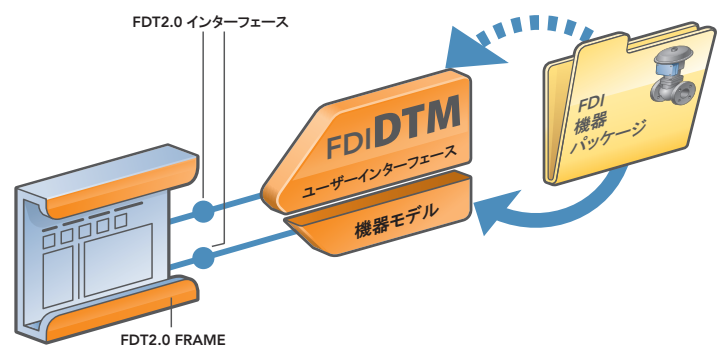 FDT2.0 インターフェース
FDIDTM
ユーザーインターフェース
機器モデル
FDI
機器
パッケージ
FDT2.0 FRAME